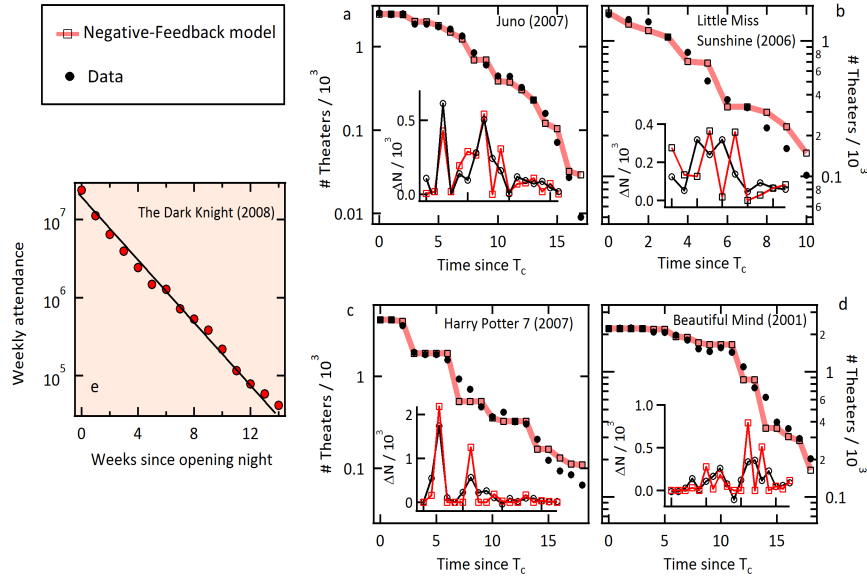 Negative-Feedback model
Data
The Dark Knight (2008)
10^7
10^6
10^5
Weekly attendance
e
0
4
8
12
Weeks since opening night
a
Juno (2007)
1
0.1
0.01
# Theaters / 10^3
0.5
0.0
ΔN / 10^3
0
5
10
15
Time since T_c
b
Little Miss
Sunshine (2006)
1
8
6
4
2
0.1
8
6
# Theaters / 10^3
0.4
0.2
0.0
ΔN / 10^3
0
2
4
6
8
10
Time since T_c
c
Harry Potter 7 (2007)
1
0.1
# Theaters / 10^3
2
1
0
ΔN / 10^3
0
5
10
15
Time since T_c
d
Beautiful Mind (2001)
2
1
8
6
4
2
0.1
# Theaters / 10^3
1.0
0.5
0.0
ΔN / 10^3
0
5
10
15
Time since T_c